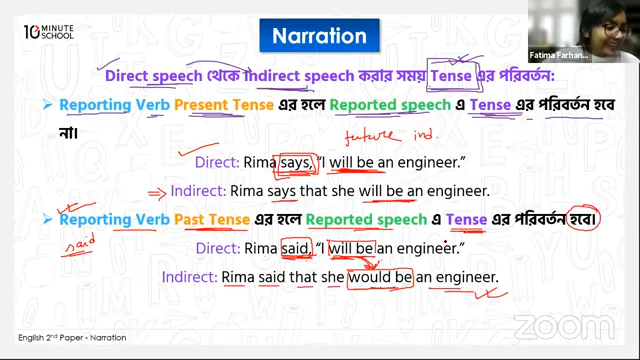 10 MINUTE SCHOOL
Narration
Fatima Farhan...
Direct speech থেকে Indirect speech করার সময় Tense এর পরিবর্তন:
Reporting Verb Present Tense এর হলে Reported speech এ Tense এর পরিবর্তন হবে
না।
future ind.
Direct: Rima says, “I will be an engineer.”
Indirect: Rima says that she will be an engineer.
Reporting Verb Past Tense এর হলে Reported speech এ Tense এর পরিবর্তন হবে।
said
Direct: Rima said, “I will be an engineer.”
Indirect: Rima said that she would be an engineer.
English 2nd Paper - Narration
zoom